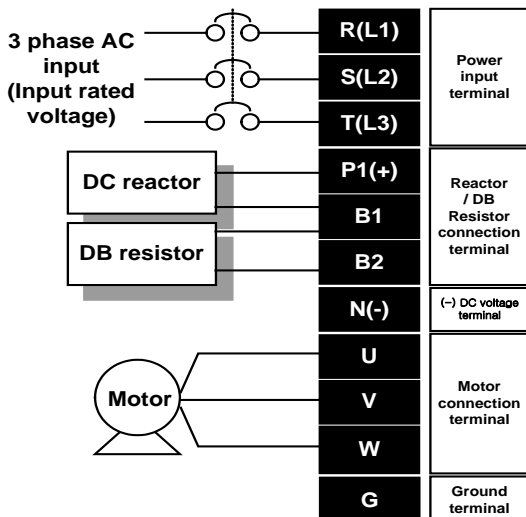 3 phase AC
input
(Input rated
voltage)
R(L1)
S(L2)
T(L3)
Power
input
terminal
DC reactor
DB resistor
P1(+)
B1
B2
Reactor
/ DB
Resistor
connection
terminal
N(-)
(−) DC voltage
terminal
Motor
U
V
W
Motor
connection
terminal
G
Ground
terminal